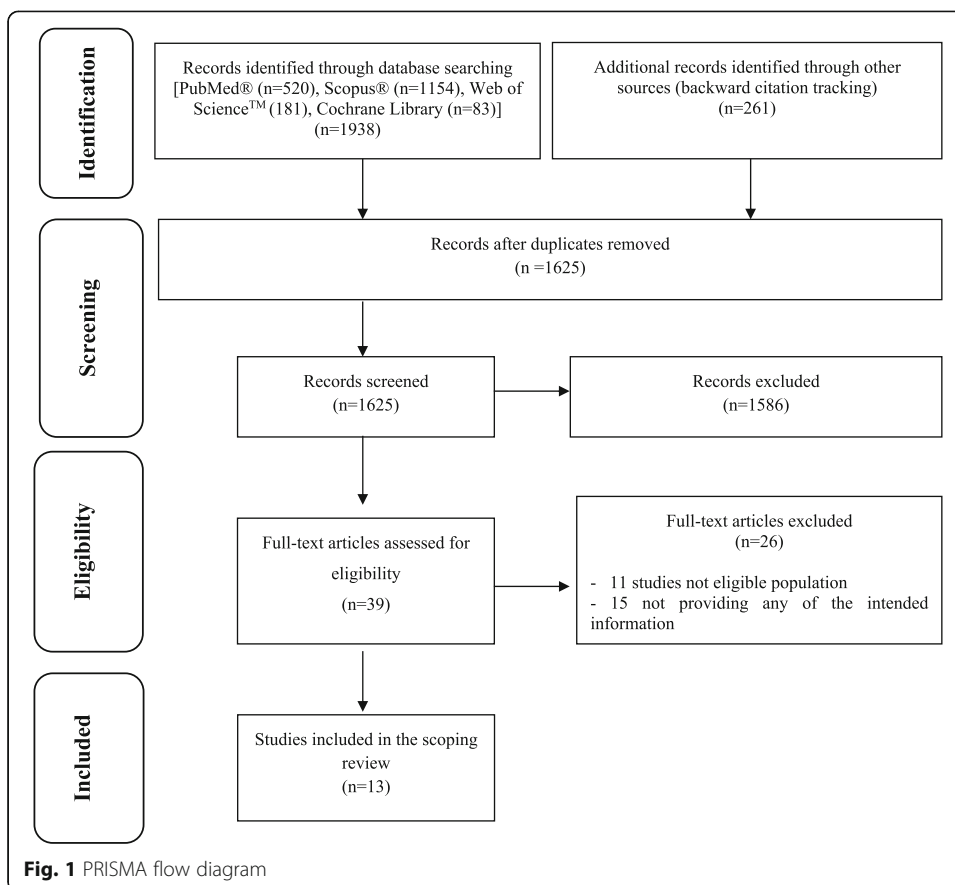 Identification
Records identified through database searching
[PubMed® (n=520), Scopus® (n=1154), Web of
Science™ (181), Cochrane Library (n=83)]
(n=1938)
Additional records identified through other
sources (backward citation tracking)
(n=261)
Screening
Records after duplicates removed
(n =1625)
Records screened
(n=1625)
Records excluded
(n=1586)
Eligibility
Full-text articles assessed for
eligibility
(n=39)
Full-text articles excluded
(n=26)
- 11 studies not eligible population
- 15 not providing any of the intended
information
Included
Studies included in the scoping
review
(n=13)
Fig. 1 PRISMA flow diagram